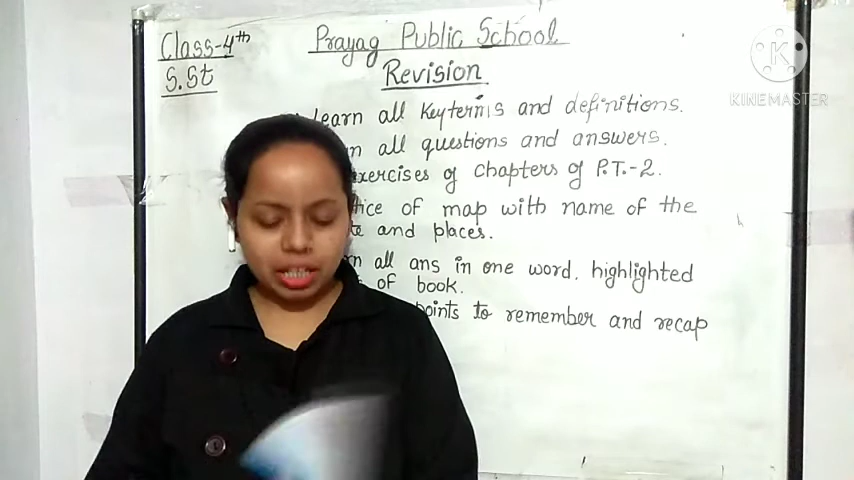 Class-4th
S.St
Prayag Public School
Revision
Learn all Keyterms and definitions.
all questions and answers.
exercises of Chapters of P.T.-2.
of map with name of the
and places.
all ans in one word. highlighted
of book.
points to remember and recap
K
KINEMASTER